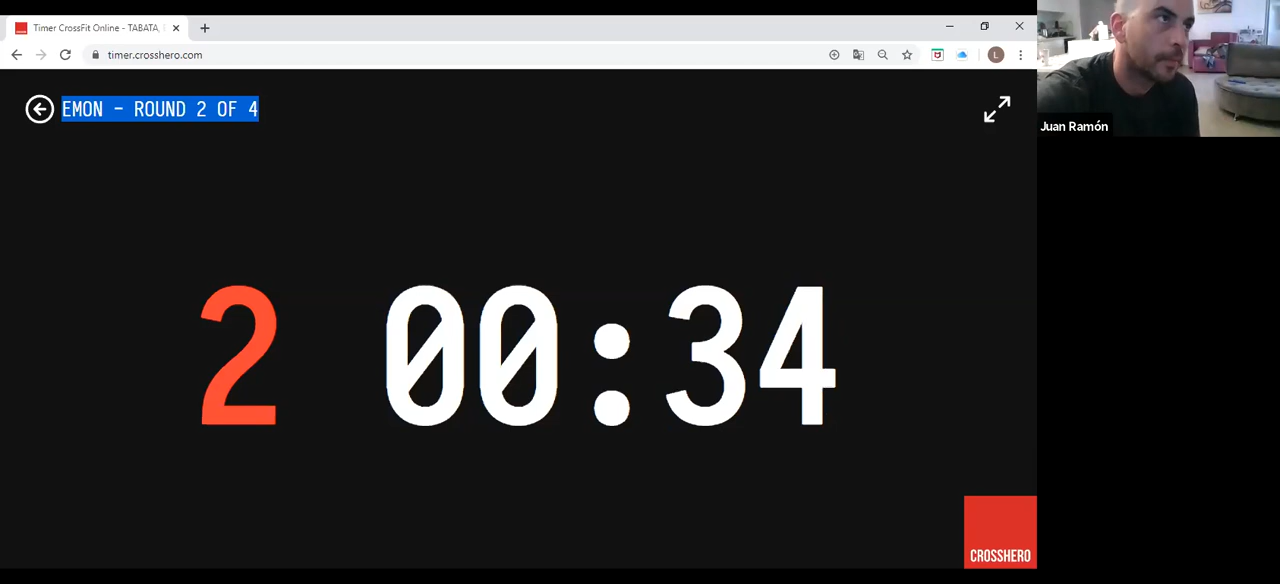 Timer CrossFit Online - TABATA,
timer.crosshero.com
L
EMON - ROUND 2 OF 4
2 00:34
CROSSHERO
Juan Ramón